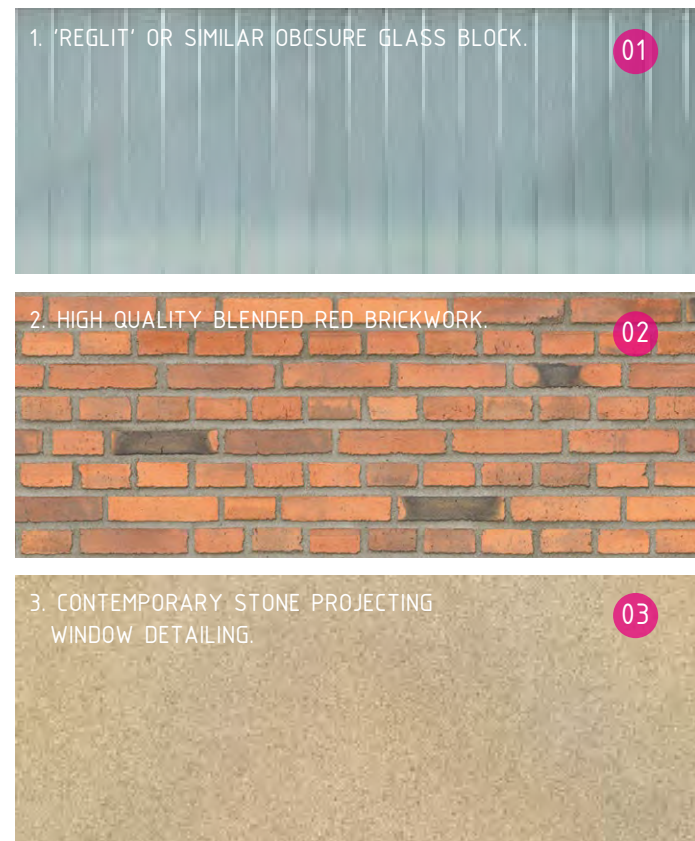 1. 'REGLIT' OR SIMILAR OBCSURE GLASS BLOCK.
01
2. HIGH QUALITY BLENDED RED BRICKWORK.
02
3. CONTEMPORARY STONE PROJECTING
WINDOW DETAILING.
03